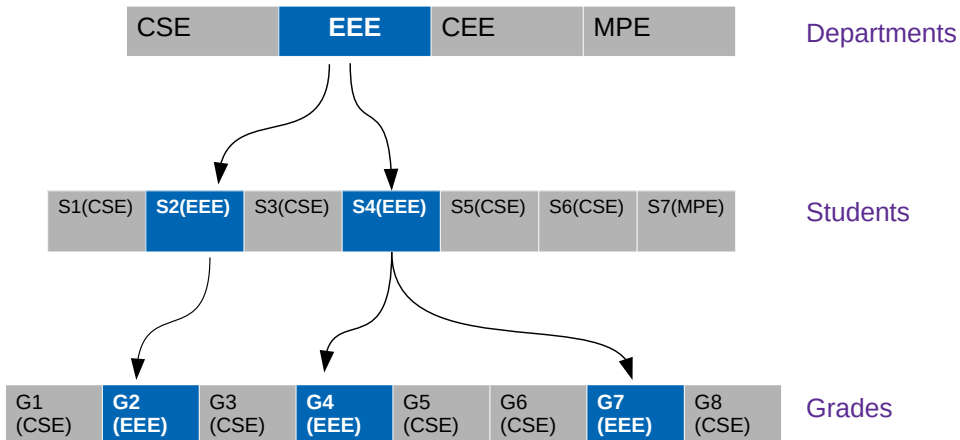 CSE EEE CEE MPE Departments
S1(CSE) S2(EEE) S3(CSE) S4(EEE) S5(CSE) S6(CSE) S7(MPE) Students
G1 G2 G3 G4 G5 G6 G7 G8
(CSE) (EEE) (CSE) (EEE) (CSE) (CSE) (EEE) (CSE)
Grades